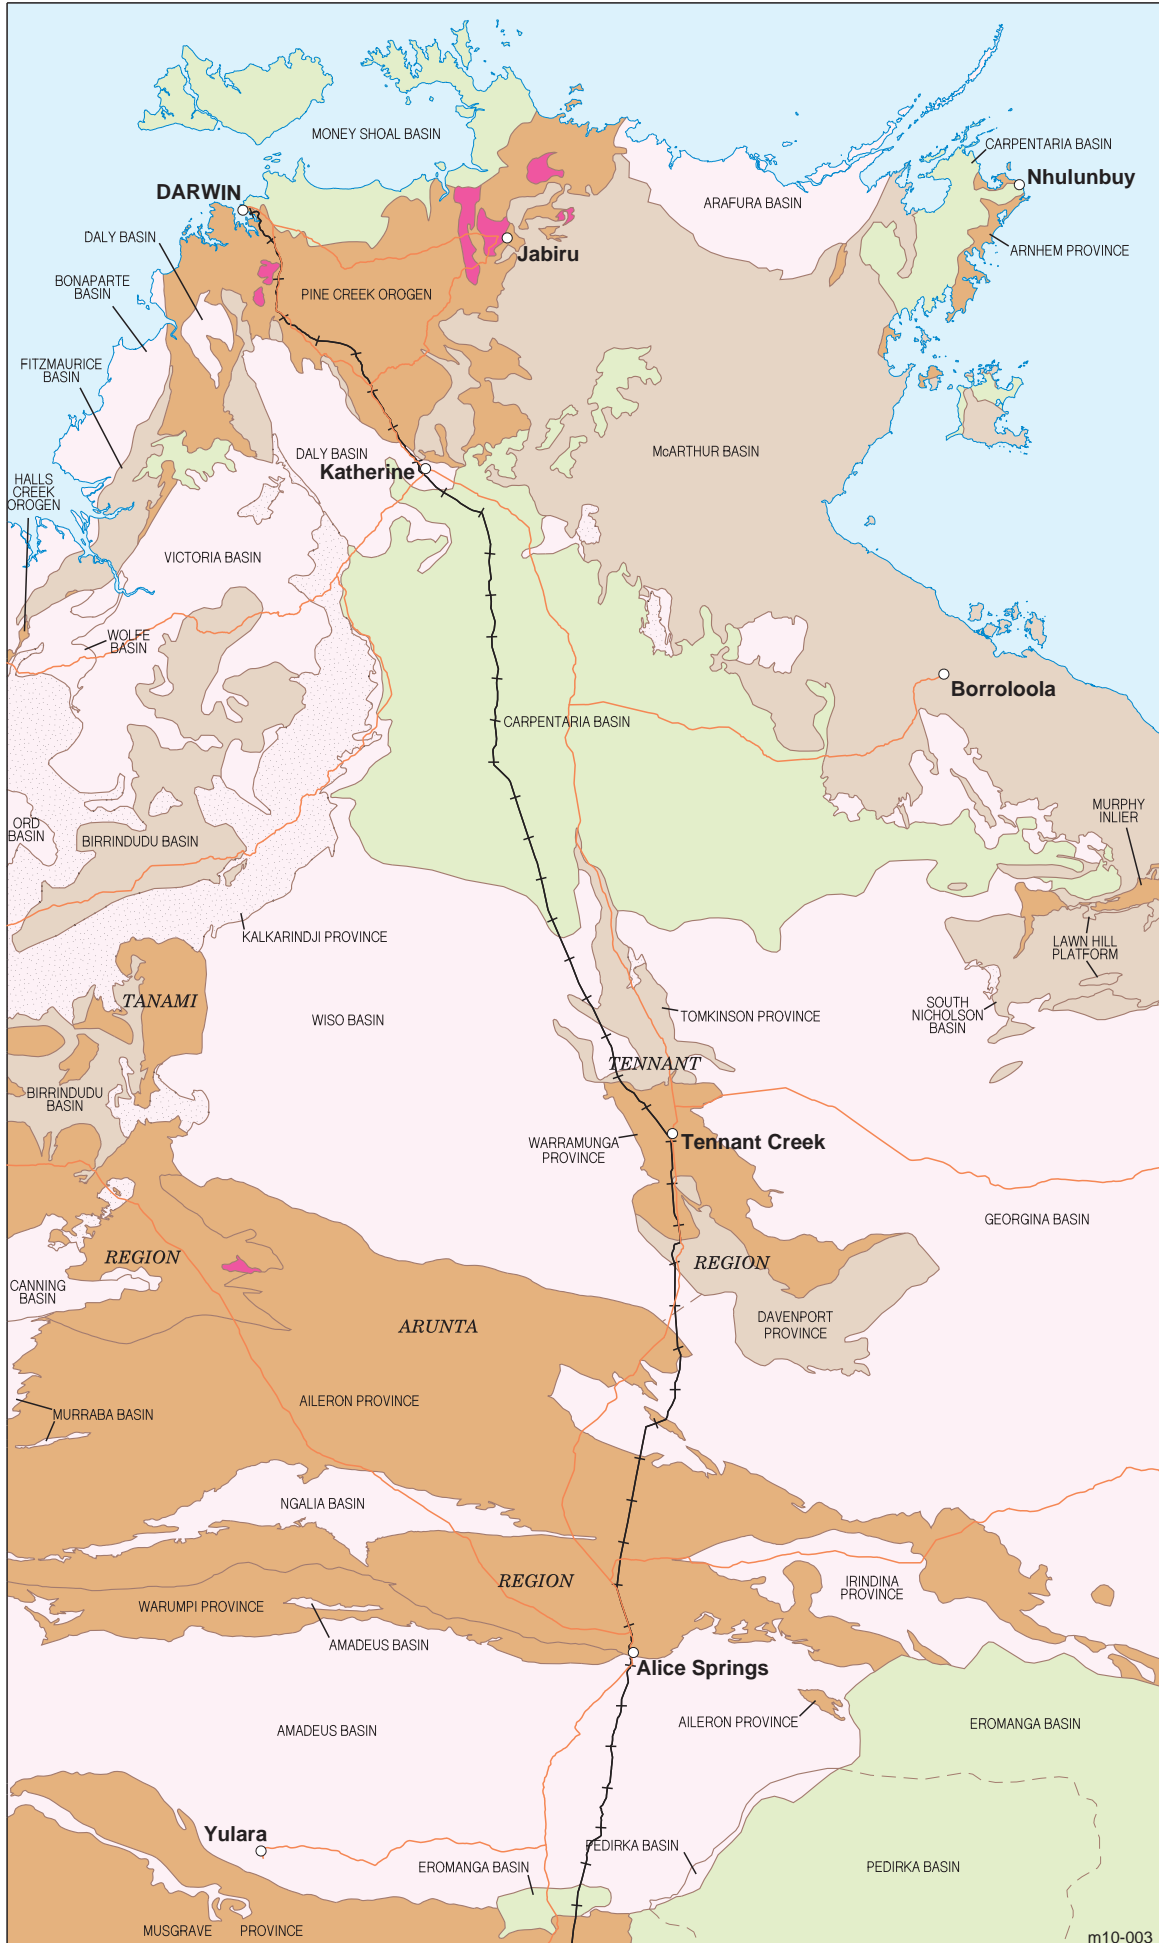 MONEY SHOAL BASIN
CARPENTARIA BASIN
Nhulunbuy
DARWIN
ARAFURA BASIN
DALY BASIN
Jabiru
ARNHEM PROVINCE
BONAPARTE
BASIN
PINE CREEK OROGEN
FITZMAURICE
BASIN
McARTHUR BASIN
DALY BASIN
Katherine
HALLS
CREEK
OROGEN
VICTORIA BASIN
WOLFE
BASIN
Borroloola
CARPENTARIA BASIN
MURPHY
INLIER
ORD
BASIN
BIRRINDUDU BASIN
KALKARINDJI PROVINCE
LAWN HILL
PLATFORM
TANAMI
SOUTH
NICHOLSON
BASIN
WISO BASIN
TOMKINSON PROVINCE
TENNANT
BIRRINDUDU
BASIN
WARRAMUNGA
PROVINCE
Tennant Creek
GEORGINA BASIN
REGION
REGION
CANNING
BASIN
DAVENPORT
PROVINCE
ARUNTA
AILERON PROVINCE
MURRABA BASIN
NGALIA BASIN
REGION
IRINDINA
PROVINCE
WARUMPI PROVINCE
AMADEUS BASIN
Alice Springs
AILERON PROVINCE
EROMANGA BASIN
AMADEUS BASIN
Yulara
PEDIRKA BASIN
EROMANGA BASIN
PEDIRKA BASIN
MUSGRAVE PROVINCE
m10-003